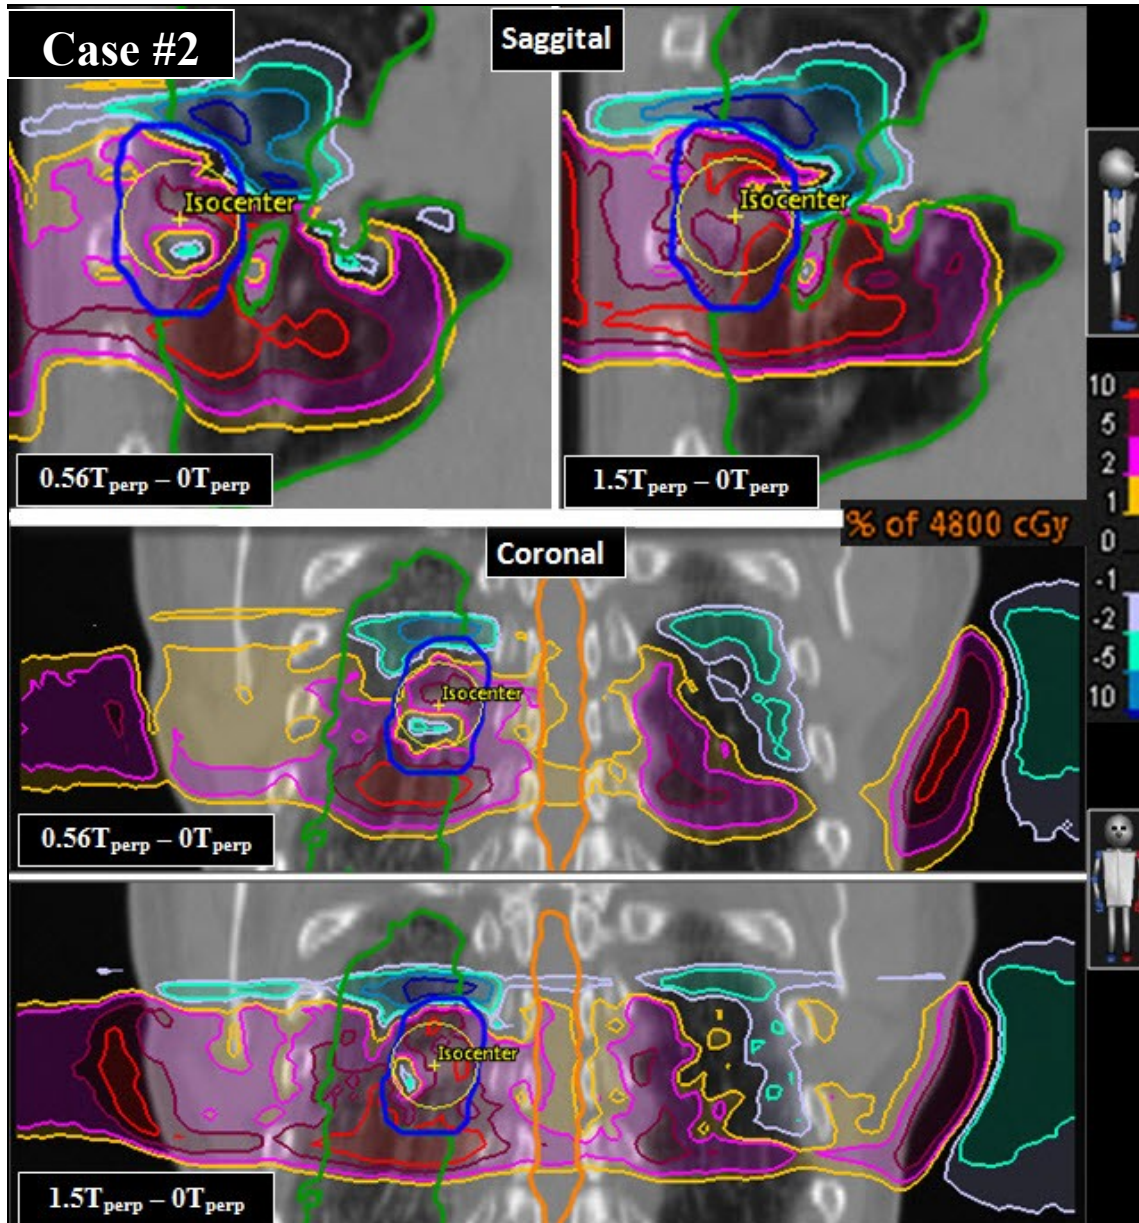 Case #2
Saggital
Isocenter
Isocenter
0.56Tperp – 0Tperp
1.5Tperp – 0Tperp
10
5
2
1
0
-1
-2
-5
10
% of 4800 cGy
Coronal
Isocenter
0.56Tperp – 0Tperp
Isocenter
1.5Tperp – 0Tperp